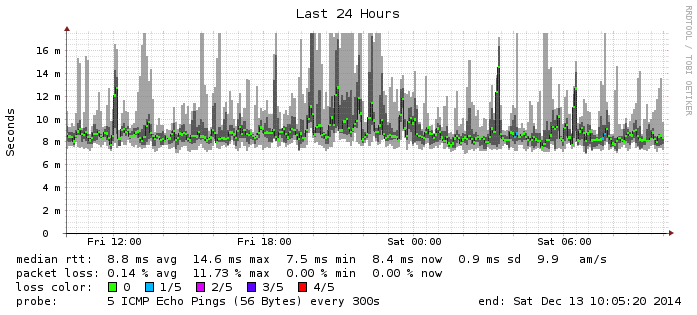 Last 24 Hours
RRDTOOL / TOBI OETIKER
Seconds
16 m
14 m
12 m
10 m
8 m
6 m
4 m
2 m
0
Fri 12:00 Fri 18:00 Sat 00:00 Sat 06:00
median rtt: 8.8 ms avg 14.6 ms max 7.5 ms min 8.4 ms now 0.9 ms sd 9.9 am/s
packet loss: 0.14 % avg 11.73 % max 0.00 % min 0.00 % now
loss color: 0 1/5 2/5 3/5 4/5
probe: 5 ICMP Echo Pings (56 Bytes) every 300s end: Sat Dec 13 10:05:20 2014